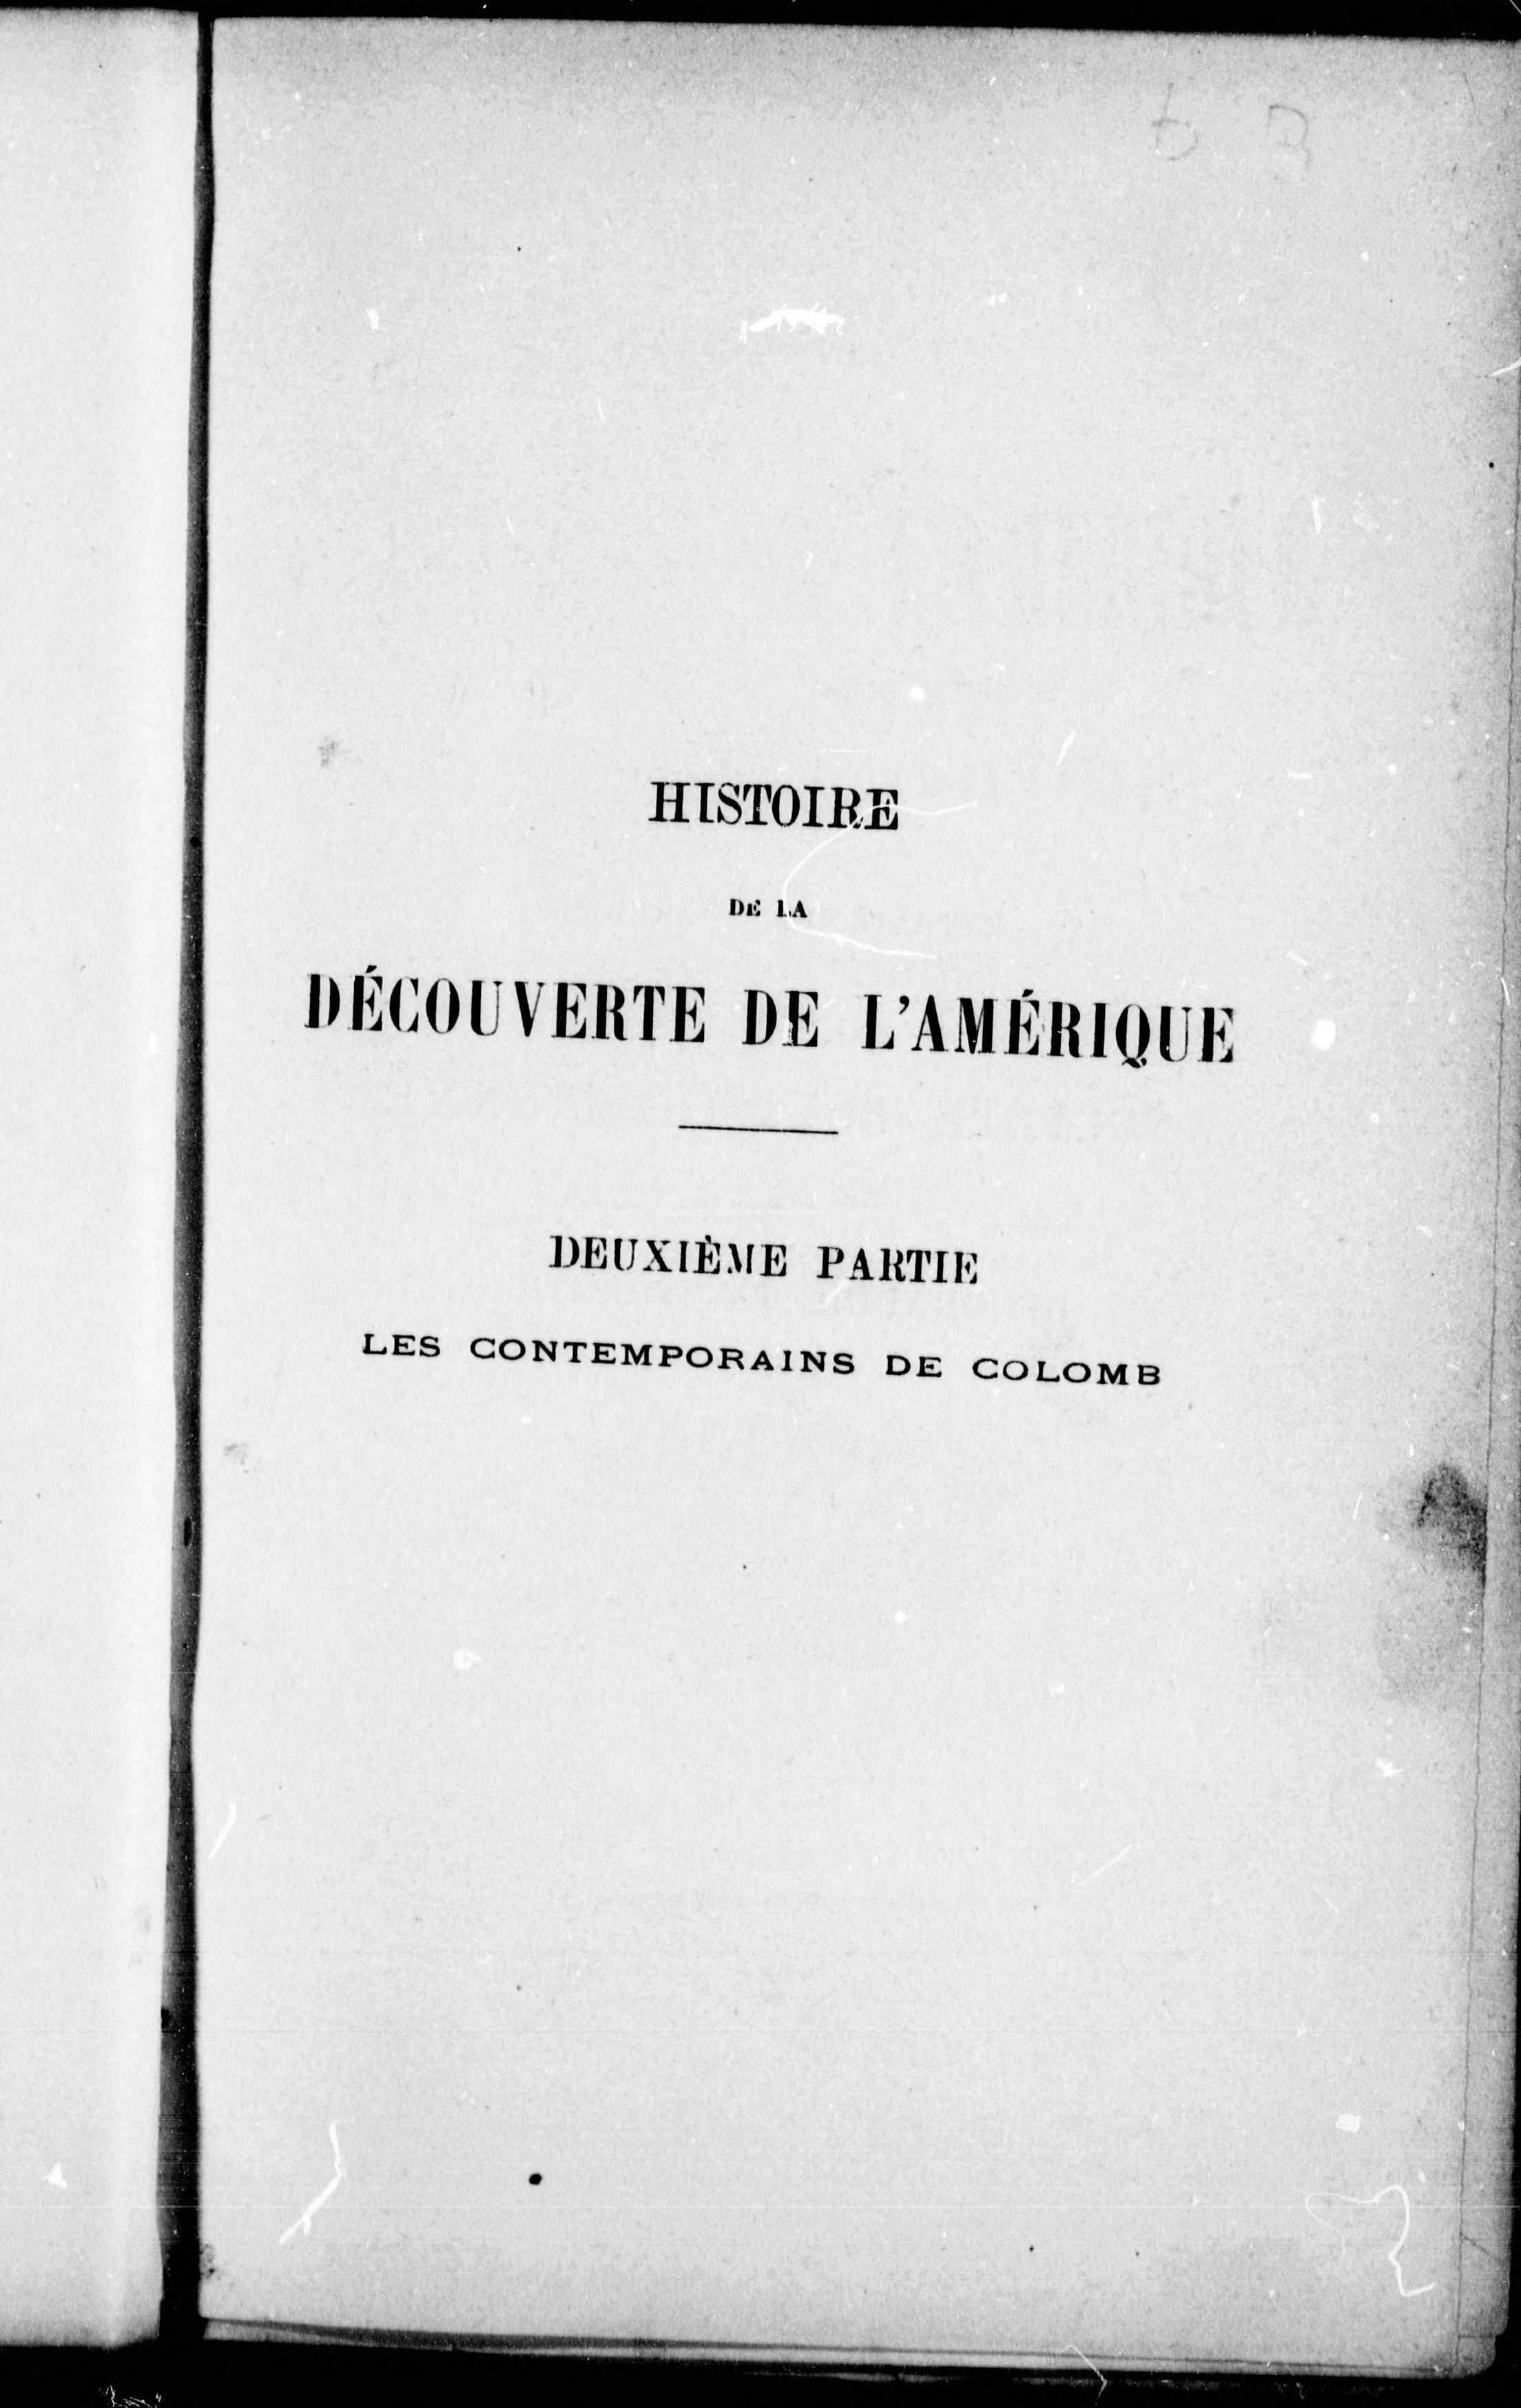 HISTOIRE
DE LA
DÉCOUVERTE DE L'AMÉRIQUE
DEUXIÈME PARTIE
LES CONTEMPORAINS DE COLOMB